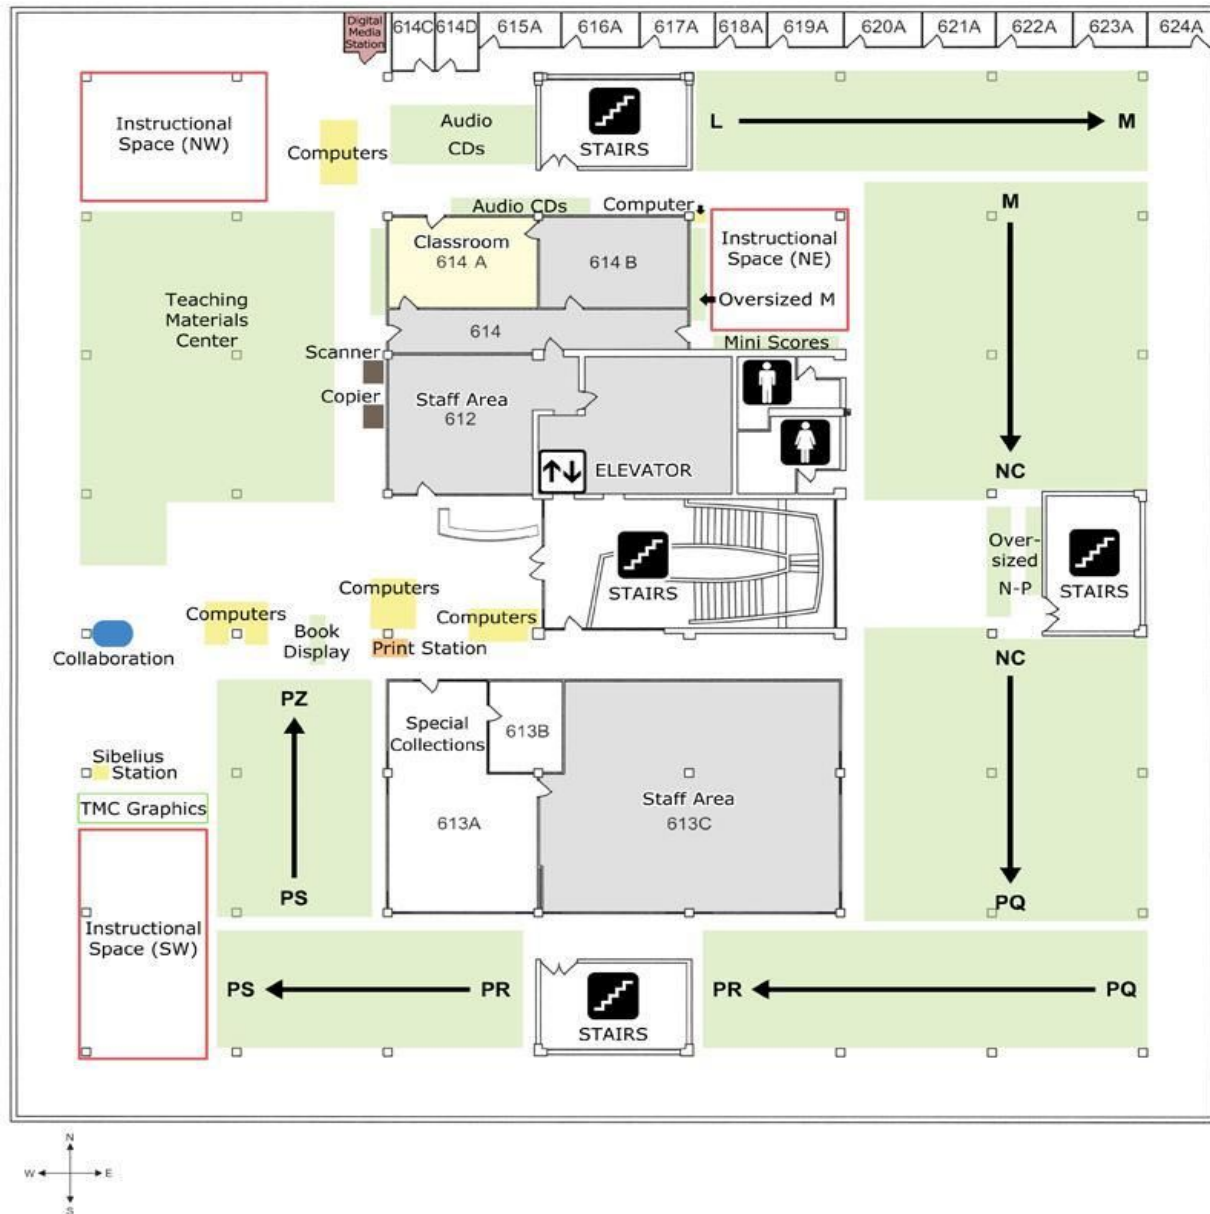 Digital
Media
Station
614C
614D
615A
616A
617A
618A
619A
620A
621A
622A
623A
624A
Instructional
Space (NW)
Computers
Audio
CDs
STAIRS
L
M
Audio CDs
Computer
M
Classroom
614 A
614 B
Instructional
Space (NE)
Oversized M
Teaching
Materials
Center
614
Mini Scores
Scanner
Copier
Staff Area
612
ELEVATOR
NC
STAIRS
Over-
sized
N-P
STAIRS
Computers
Computers
Computers
Book
Display
Print Station
Collaboration
NC
PZ
Special
Collections
613B
Sibelius
Station
TMC Graphics
613A
Staff Area
613C
PS
PQ
Instructional
Space (SW)
PS
PR
STAIRS
PR
PQ
N
W
E
S